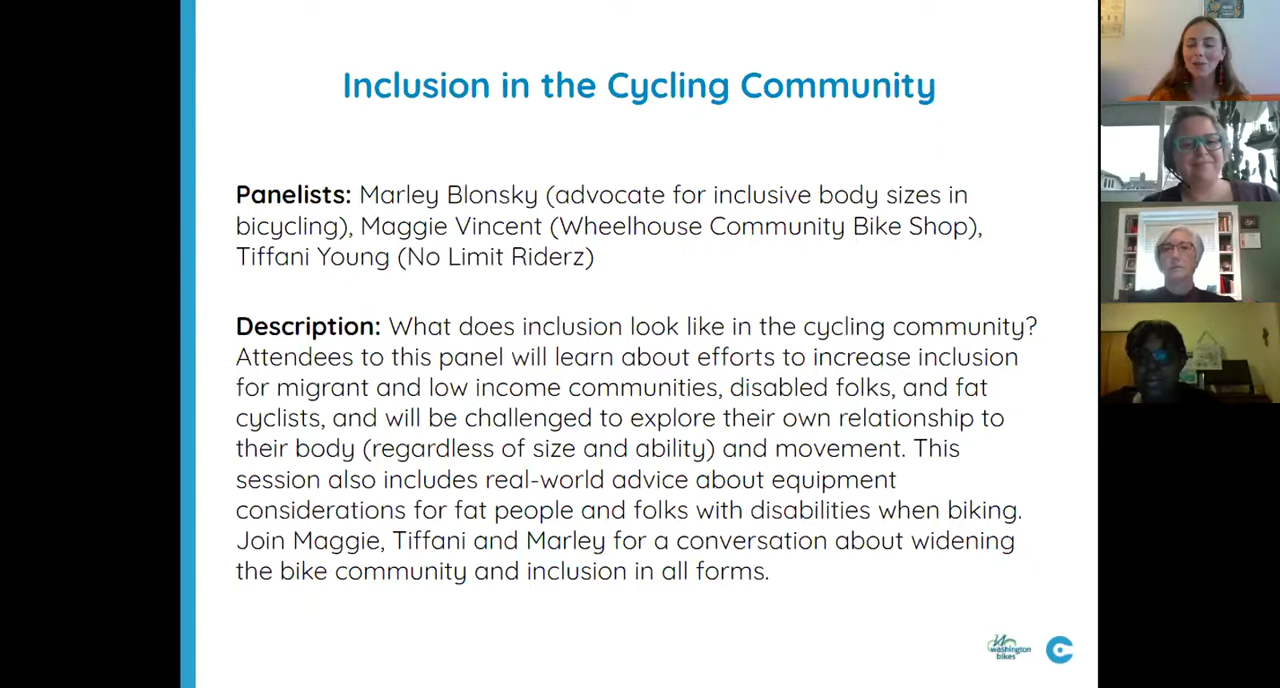 Inclusion in the Cycling Community
Panelists: Marley Blonsky (advocate for inclusive body sizes in
bicycling), Maggie Vincent (Wheelhouse Community Bike Shop),
Tiffani Young (No Limit Riderz)
Description: What does inclusion look like in the cycling community?
Attendees to this panel will learn about efforts to increase inclusion
for migrant and low income communities, disabled folks, and fat
cyclists, and will be challenged to explore their own relationship to
their body (regardless of size and ability) and movement. This
session also includes real-world advice about equipment
considerations for fat people and folks with disabilities when biking.
Join Maggie, Tiffani and Marley for a conversation about widening
the bike community and inclusion in all forms.
washington
bikes